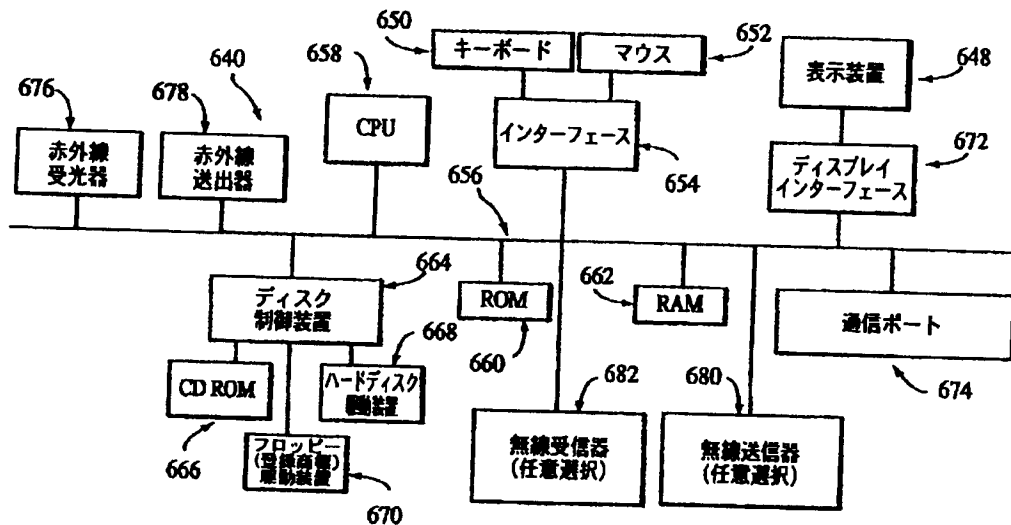 650
キーボード
マウス
652
表示装置
648
640
658
676
678
CPU
インターフェース
654
672
赤外線
受光器
赤外線
送出器
ディスプレイ
インターフェース
656
664
ディスク
制御装置
ROM
660
662
RAM
通信ポート
674
668
CD ROM
666
ハードディスク
駆動装置
フロッピー
(登録商標)
駆動装置
670
682
無線受信器
(任意選択)
680
無線送信器
(任意選択)